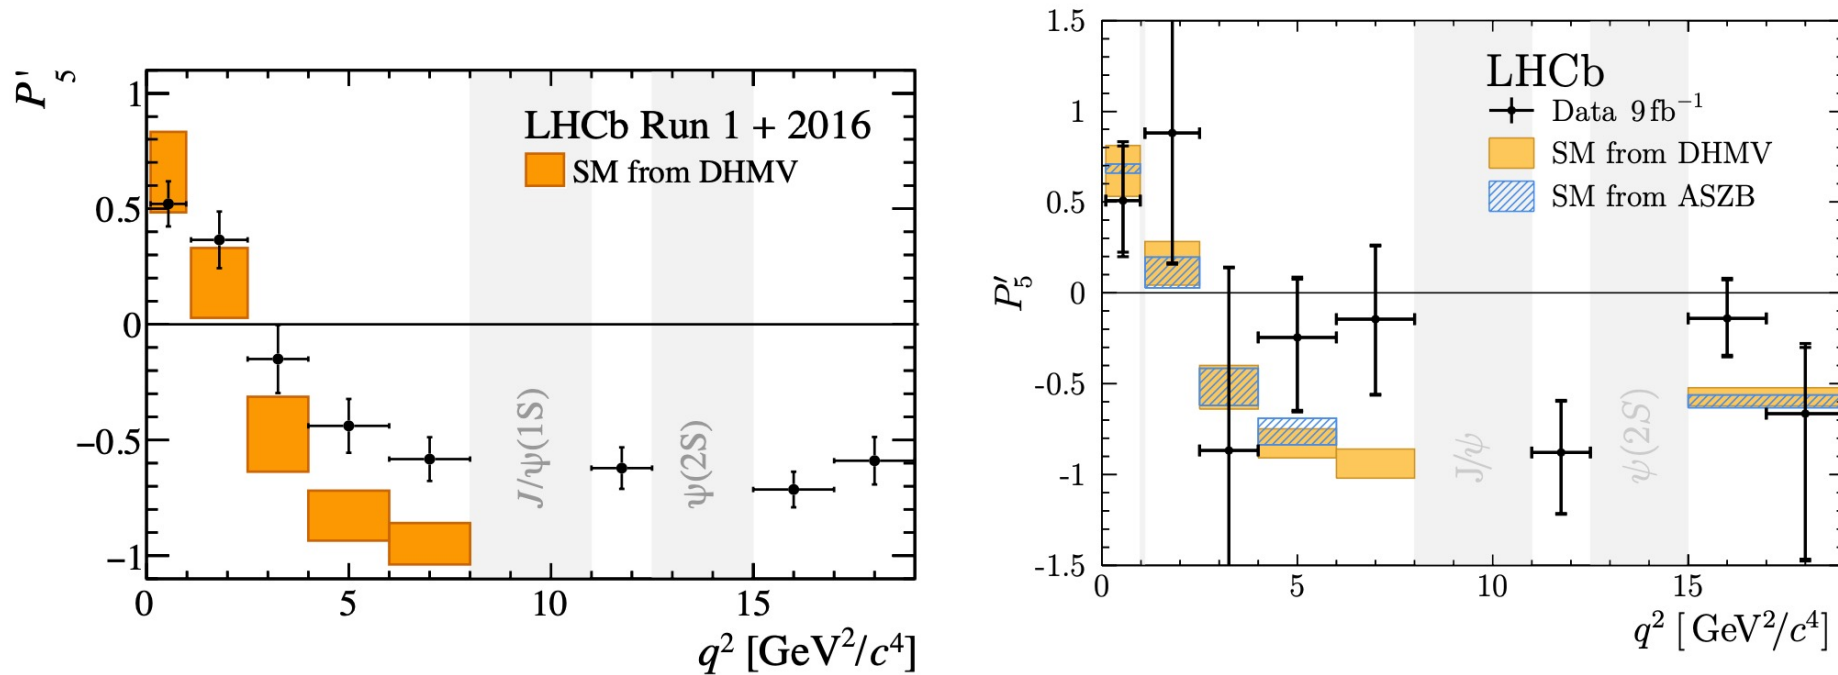 P′5
1
0.5
0
−0.5
−1
LHCb Run 1 + 2016
SM from DHMV
J/ψ(1S)
ψ(2S)
0
5
10
15
q² [GeV²/c⁴]
P′5
1.5
1
0.5
0
-0.5
-1
-1.5
LHCb
Data 9 fb⁻¹
SM from DHMV
SM from ASZB
J/ψ
ψ(2S)
0
5
10
15
q² [GeV²/c⁴]